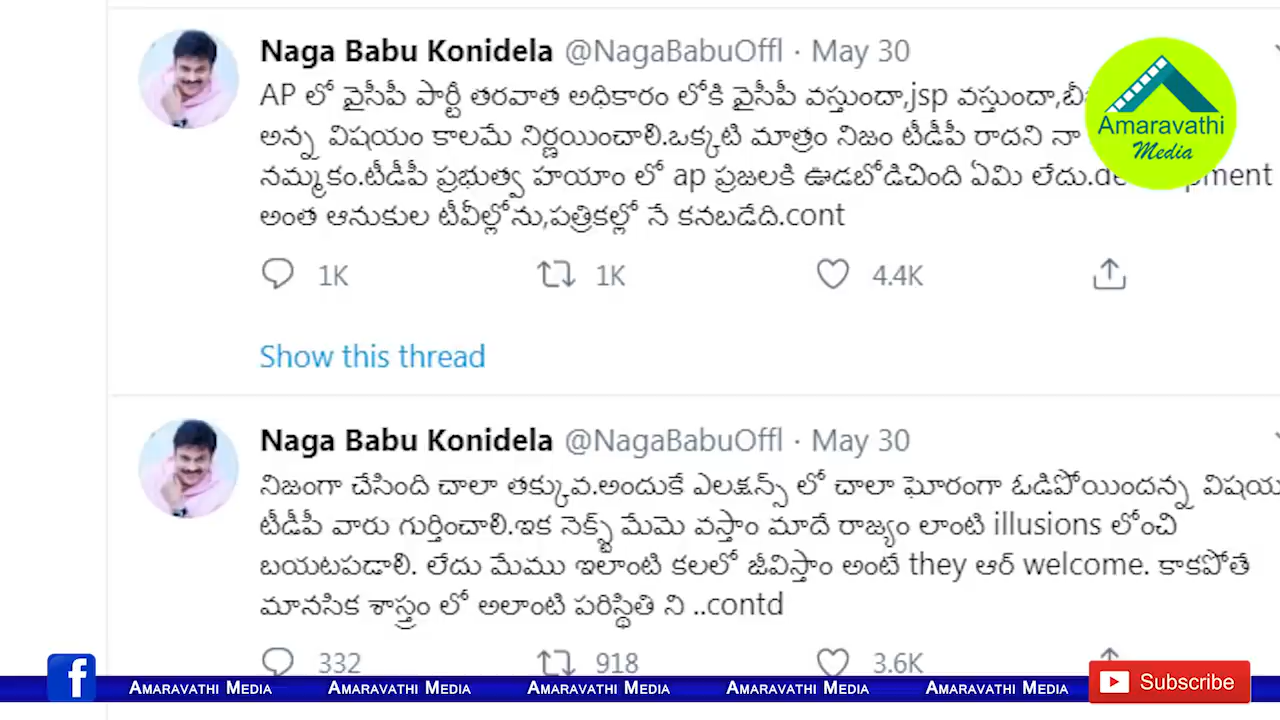 Naga Babu Konidela @NagaBabuOffl · May 30
AP లో వైసీపీ పార్టీ తరవాత అధికారం లోకి వైసీపీ వస్తుందా,jsp వస్తుందా,
అన్న విషయం కాలమే నిర్ణయించాలి.ఒక్కటి మాత్రం నిజం టీడీపీ రాదని నా
నమ్మకం.టీడీపీ ప్రభుత్వ హయాం లో ap ప్రజలకి ఊడబోడిచింది ఏమి లేదు.
అంత ఆనుకుల టీవీల్లోను,పత్రికల్లో నే కనబడేది.cont
1K 1K 4.4K
Show this thread
Naga Babu Konidela @NagaBabuOffl · May 30
నిజంగా చేసింది చాలా తక్కువ.అందుకే ఎలక్షన్స్ లో చాలా ఘోరంగా ఓడిపోయిందన్న
టీడీపీ వారు గుర్తించాలి.ఇక నెక్స్ట్ మేమె వస్తాం మాదే రాజ్యం లాంటి illusions లోంచి
బయటపడాలి. లేదు మేము ఇలాంటి కలలో జీవిస్తాం అంటే they ఆర్ welcome. కాకపోతే
మానసిక శాస్త్రం లో అలాంటి పరిస్థితి ని ..contd
332 918 3.6K
Amaravathi
Media
f Amaravathi Media Amaravathi Media Amaravathi Media Amaravathi Media Amaravathi Media Subscribe